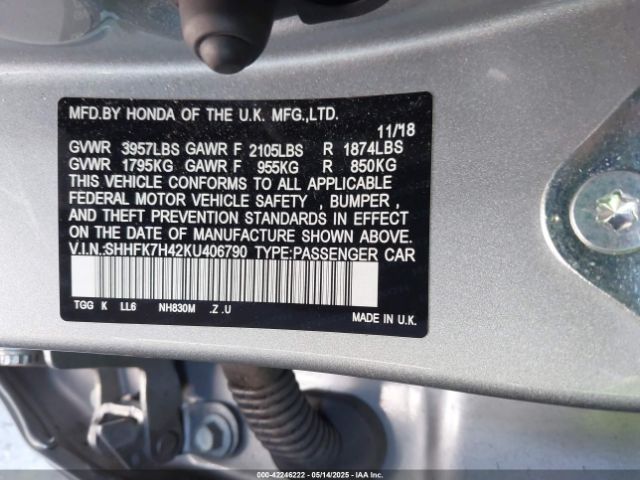 MFD.BY HONDA OF THE U.K. MFG.,LTD.
11/18
GVWR 3957LBS GAWR F 2105LBS R 1874LBS
GVWR 1795KG GAWR F 955KG R 850KG
THIS VEHICLE CONFORMS TO ALL APPLICABLE
FEDERAL MOTOR VEHICLE SAFETY , BUMPER ,
AND THEFT PREVENTION STANDARDS IN EFFECT
ON THE DATE OF MANUFACTURE SHOWN ABOVE.
V.I.N.:SHHFK7H42KU406790 TYPE:PASSENGER CAR
TGG K LL6 NH830M .Z .U
MADE IN U.K.
000-42246222 - 05/14/2025 - IAA Inc.